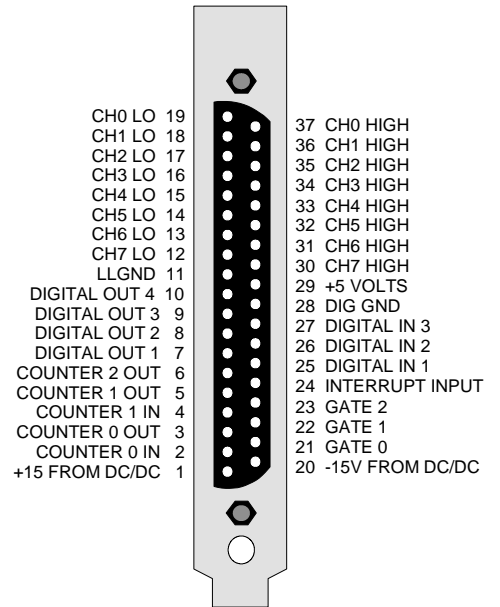 CH0 LO 19
CH1 LO 18
CH2 LO 17
CH3 LO 16
CH4 LO 15
CH5 LO 14
CH6 LO 13
CH7 LO 12
LLGND 11
DIGITAL OUT 4 10
DIGITAL OUT 3 9
DIGITAL OUT 2 8
DIGITAL OUT 1 7
COUNTER 2 OUT 6
COUNTER 1 OUT 5
COUNTER 1 IN 4
COUNTER 0 OUT 3
COUNTER 0 IN 2
+15 FROM DC/DC 1
37 CH0 HIGH
36 CH1 HIGH
35 CH2 HIGH
34 CH3 HIGH
33 CH4 HIGH
32 CH5 HIGH
31 CH6 HIGH
30 CH7 HIGH
29 +5 VOLTS
28 DIG GND
27 DIGITAL IN 3
26 DIGITAL IN 2
25 DIGITAL IN 1
24 INTERRUPT INPUT
23 GATE 2
22 GATE 1
21 GATE 0
20 -15V FROM DC/DC